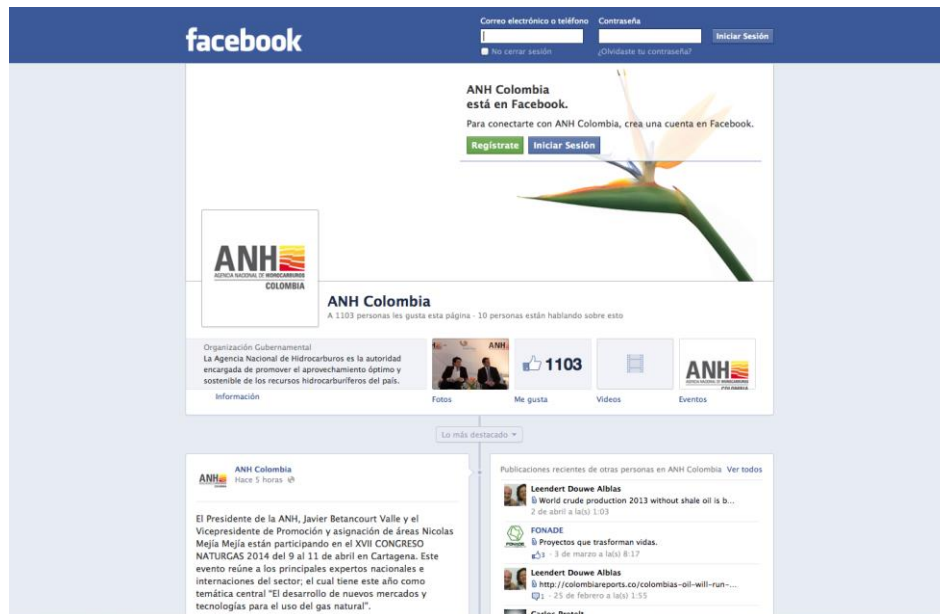 facebook
Correo electrónico o teléfono
Contraseña
Iniciar Sesión
No cerrar sesión
¿Olvidaste tu contraseña?
ANH Colombia
está en Facebook.
Para conectarte con ANH Colombia, crea una cuenta en Facebook.
Regístrate
Iniciar Sesión
ANH
AGENCIA NACIONAL DE HIDROCARBUROS
COLOMBIA
ANH Colombia
A 1103 personas les gusta esta página · 10 personas están hablando sobre esto
Organización Gubernamental
La Agencia Nacional de Hidrocarburos es la autoridad
encargada de promover el aprovechamiento óptimo y
sostenible de los recursos hidrocarburíferos del país.
Información
ANH
1103
ANH
COLOMBIA
Fotos
Me gusta
Videos
Eventos
Lo más destacado
ANH
ANH Colombia
Hace 5 horas
El Presidente de la ANH, Javier Betancourt Valle y el
Vicepresidente de Promoción y asignación de áreas Nicolas
Mejía Mejía están participando en el XVII CONGRESO
NATURGAS 2014 del 9 al 11 de abril en Cartagena. Este
evento reúne a los principales expertos nacionales e
internaciones del sector; el cual tiene este año como
temática central "El desarrollo de nuevos mercados y
tecnologías para el uso del gas natural".
Publicaciones recientes de otras personas en ANH Colombia
Ver todos
Leendert Douwe Alblas
World crude production 2013 without shale oil is b...
2 de abril a la(s) 1:03
FONADE
FONADE
Proyectos que trasforman vidas.
3 · 3 de marzo a la(s) 8:17
Leendert Douwe Alblas
http://colombiareports.co/colombias-oil-will-run-...
1 · 25 de febrero a la(s) 1:55
Carlos Pretelt